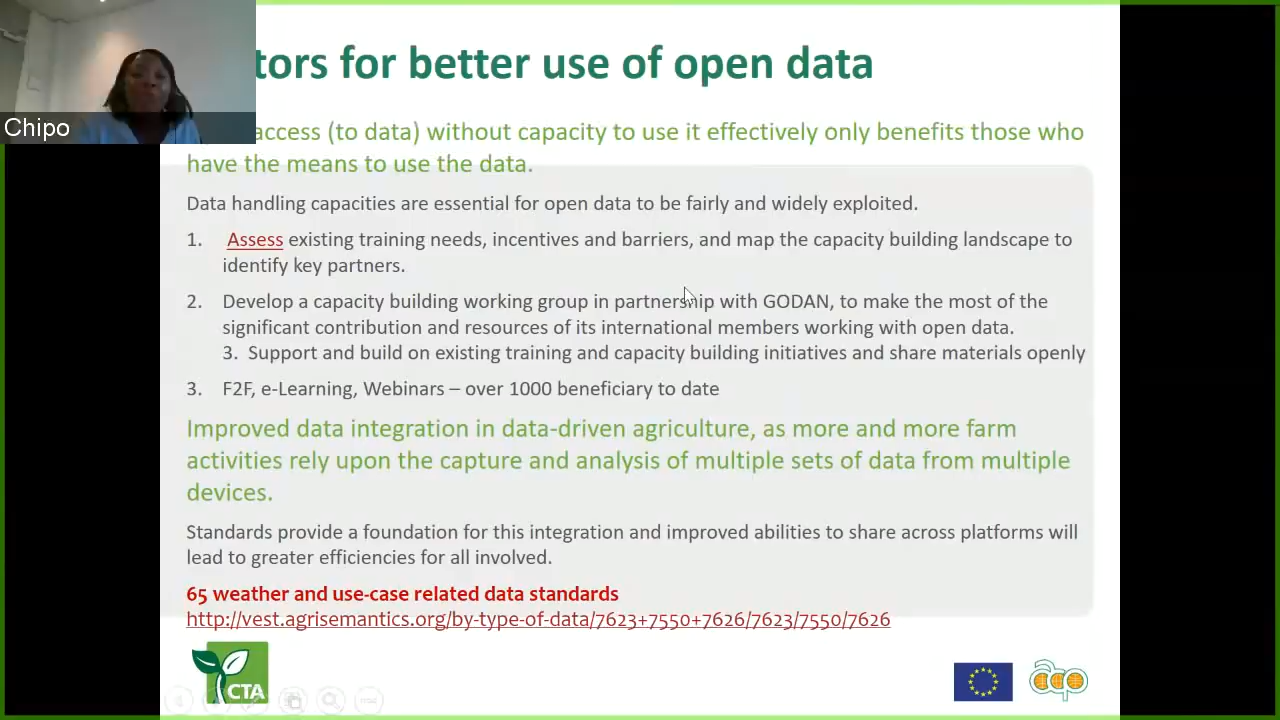 tors for better use of open data
Chipo
access (to data) without capacity to use it effectively only benefits those who
have the means to use the data.
Data handling capacities are essential for open data to be fairly and widely exploited.
1. Assess existing training needs, incentives and barriers, and map the capacity building landscape to
identify key partners.
2. Develop a capacity building working group in partnership with GODAN, to make the most of the
significant contribution and resources of its international members working with open data.
3. Support and build on existing training and capacity building initiatives and share materials openly
3. F2F, e-Learning, Webinars – over 1000 beneficiary to date
Improved data integration in data-driven agriculture, as more and more farm
activities rely upon the capture and analysis of multiple sets of data from multiple
devices.
Standards provide a foundation for this integration and improved abilities to share across platforms will
lead to greater efficiencies for all involved.
65 weather and use-case related data standards
http://vest.agrisemantics.org/by-type-of-data/7623+7550+7626/7623/7550/7626
CTA
acp